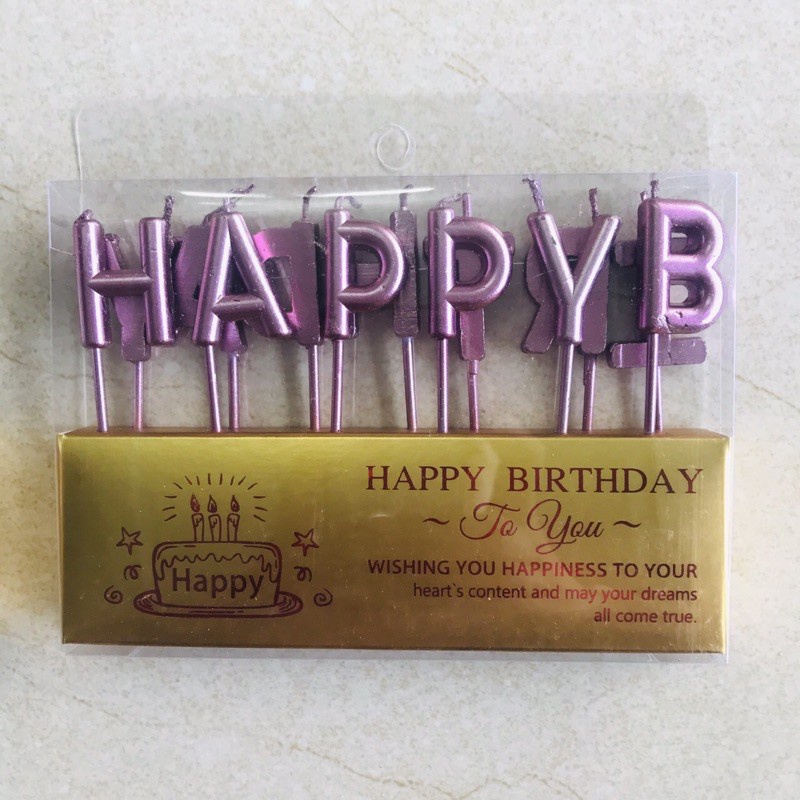 HAPPYB
HAPPY BIRTHDAY
~ To You ~
WISHING YOU HAPPINESS TO YOUR
heart`s content and may your dreams
all come true.
Happy